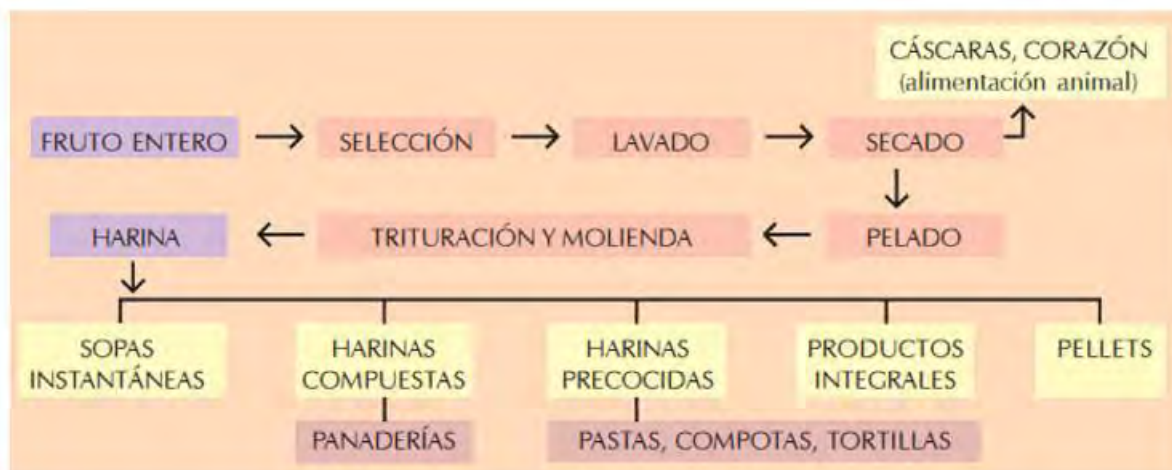 CÁSCARAS, CORAZÓN
(alimentación animal)
FRUTO ENTERO
SELECCIÓN
LAVADO
SECADO
HARINA
TRITURACIÓN Y MOLIENDA
PELADO
SOPAS
INSTANTÁNEAS
HARINAS
COMPUESTAS
HARINAS
PRECOCIDAS
PRODUCTOS
INTEGRALES
PELLETS
PANADERÍAS
PASTAS, COMPOTAS, TORTILLAS